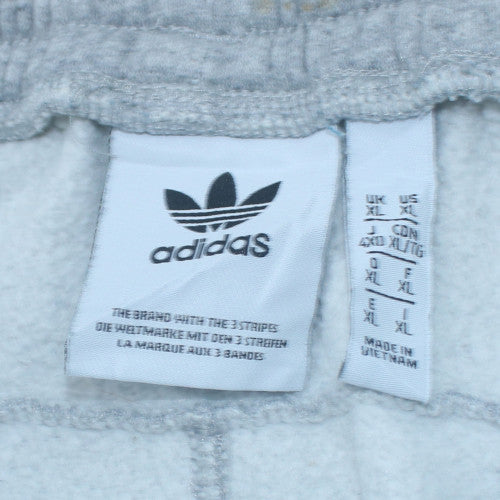 adidas
THE BRAND WITH THE 3 STRIPES
DIE WELTMARKE MIT DEN 3 STREIFEN
LA MARQUE AUX 3 BANDES
UK XL US XL
J 4XO CDN XL/TG
D XL F XL
E XL I XL
MADE IN
VIETNAM